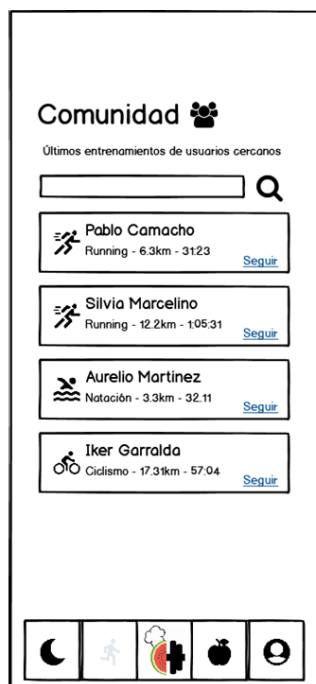 Comunidad
Últimos entrenamientos de usuarios cercanos
Pablo Camacho
Running - 6.3km - 31:23
Seguir
Silvia Marcelino
Running - 12.2km - 1:05:31
Seguir
Aurelio Martinez
Natación - 3.3km - 32.11
Seguir
Iker Garralda
Ciclismo - 17.31km - 57:04
Seguir